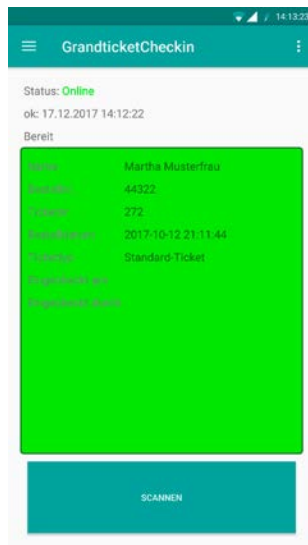 14:13:23
GrandticketCheckin
Status: Online
ok: 17.12.2017 14:12:22
Bereit
Name Martha Musterfrau
44322
272
2017-10-12 21:11:44
Standard-Ticket
SCANNEN